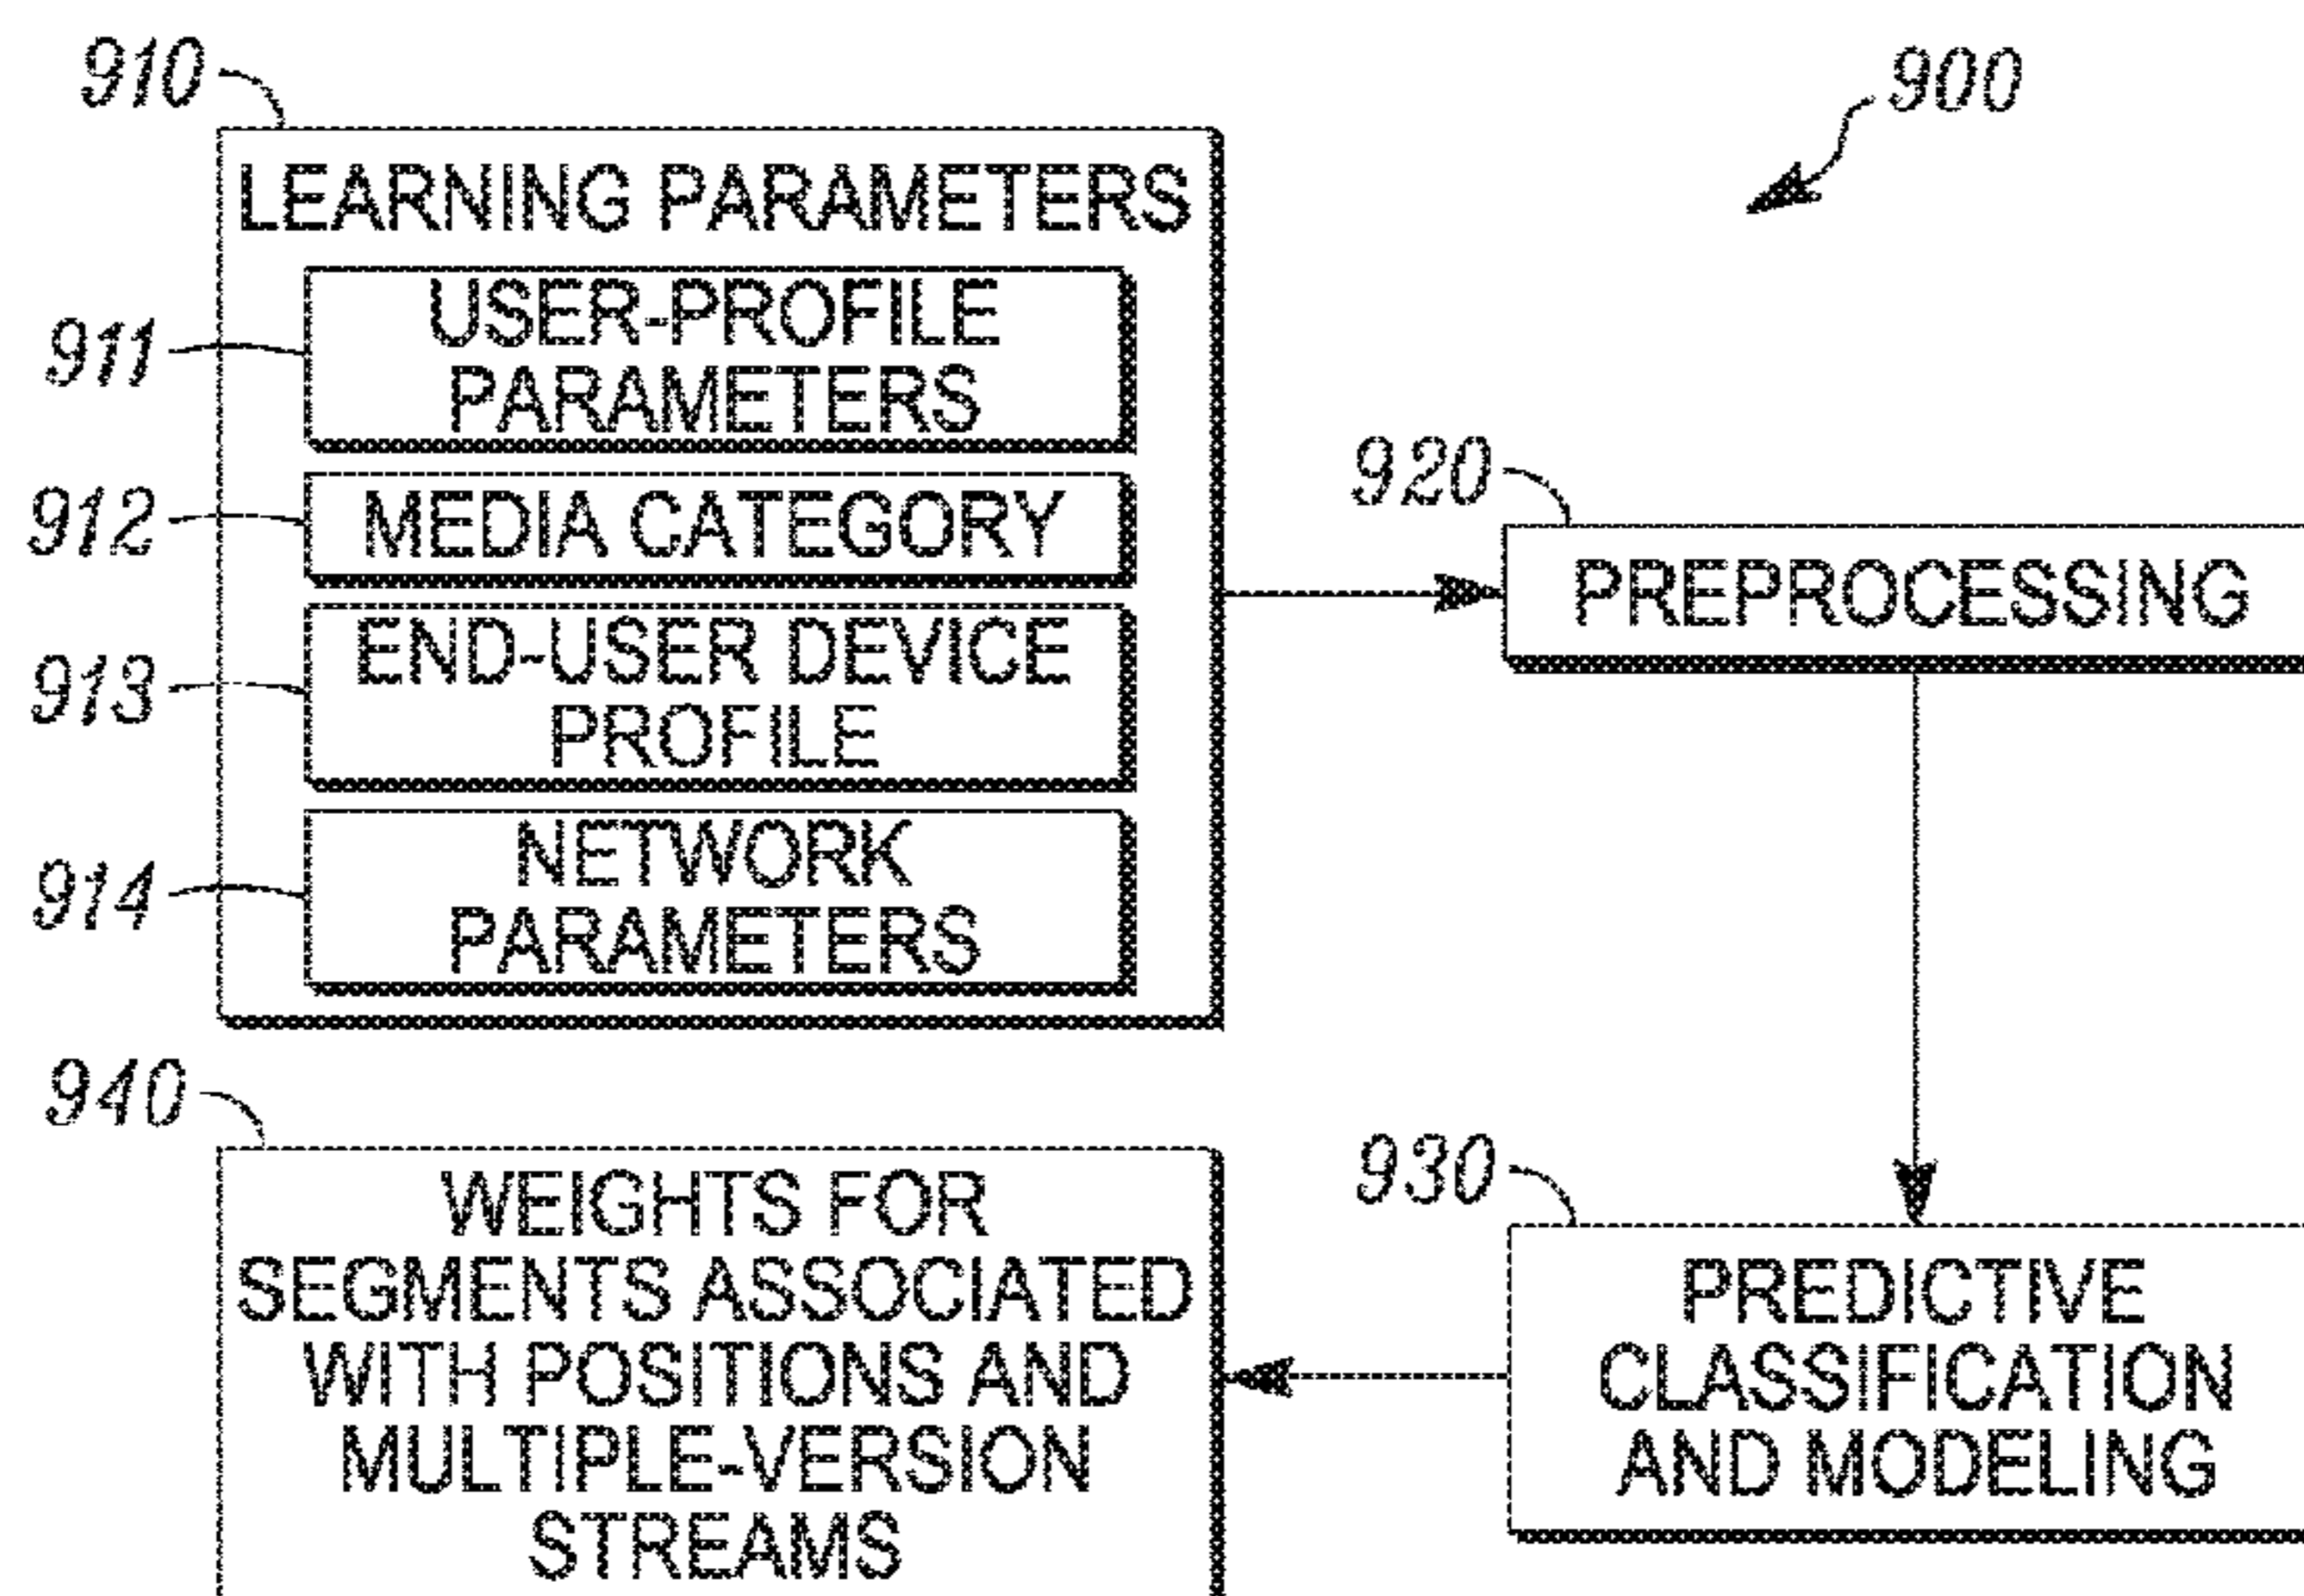 910
900
LEARNING PARAMETERS
911
USER-PROFILE
PARAMETERS
912
MEDIA CATEGORY
913
END-USER DEVICE
PROFILE
914
NETWORK
PARAMETERS
920
PREPROCESSING
940
WEIGHTS FOR
SEGMENTS ASSOCIATED
WITH POSITIONS AND
MULTIPLE-VERSION
STREAMS
930
PREDICTIVE
CLASSIFICATION
AND MODELING